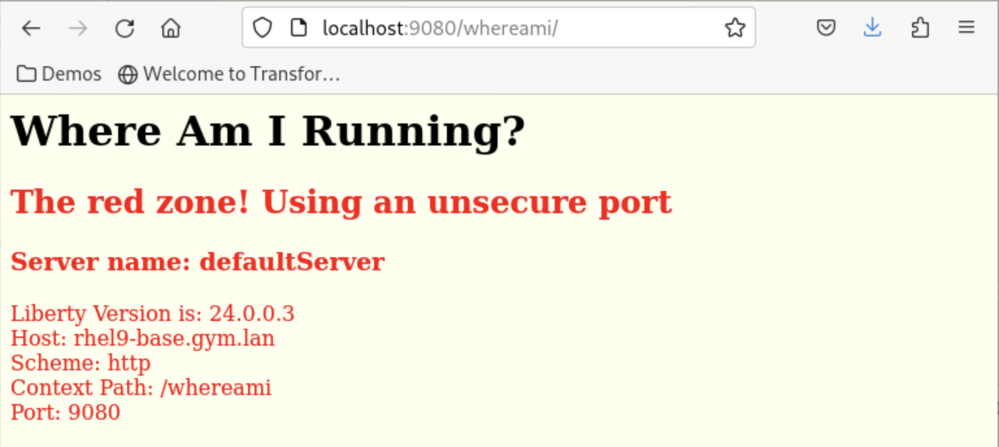 localhost:9080/whereami/
Demos
Welcome to Transfor...
Where Am I Running?
The red zone! Using an unsecure port
Server name: defaultServer
Liberty Version is: 24.0.0.3
Host: rhel9-base.gym.lan
Scheme: http
Context Path: /whereami
Port: 9080